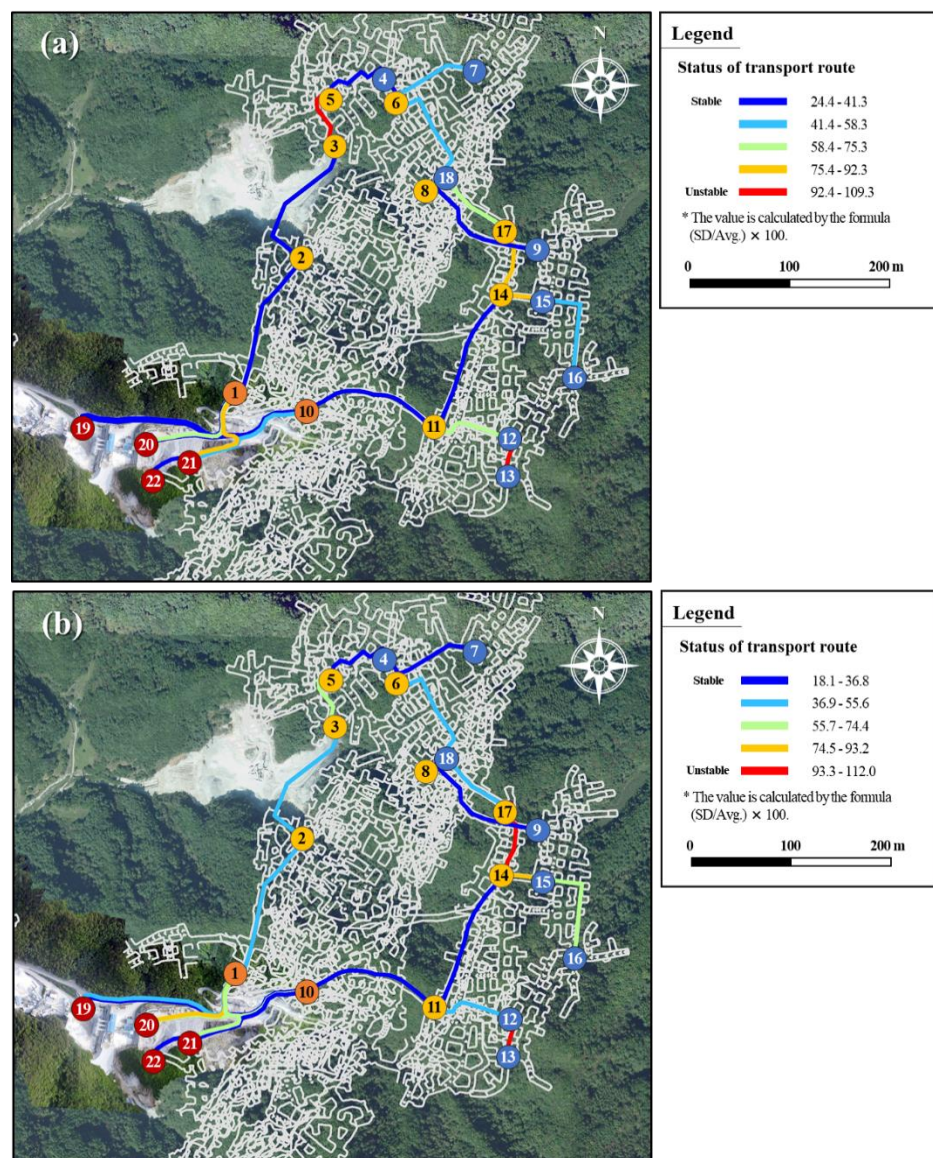 (a)
N
4
7
5
6
3
18
8
17
9
2
14
15
16
1
10
19
11
12
20
21
13
22
Legend
Status of transport route
Stable 24.4 - 41.3
41.4 - 58.3
58.4 - 75.3
75.4 - 92.3
Unstable 92.4 - 109.3
* The value is calculated by the formula
(SD/Avg.) × 100.
0 100 200 m
(b)
N
4
7
5
6
3
18
8
17
9
2
14
15
16
1
10
19
11
12
20
21
13
22
Legend
Status of transport route
Stable 18.1 - 36.8
36.9 - 55.6
55.7 - 74.4
74.5 - 93.2
Unstable 93.3 - 112.0
* The value is calculated by the formula
(SD/Avg.) × 100.
0 100 200 m